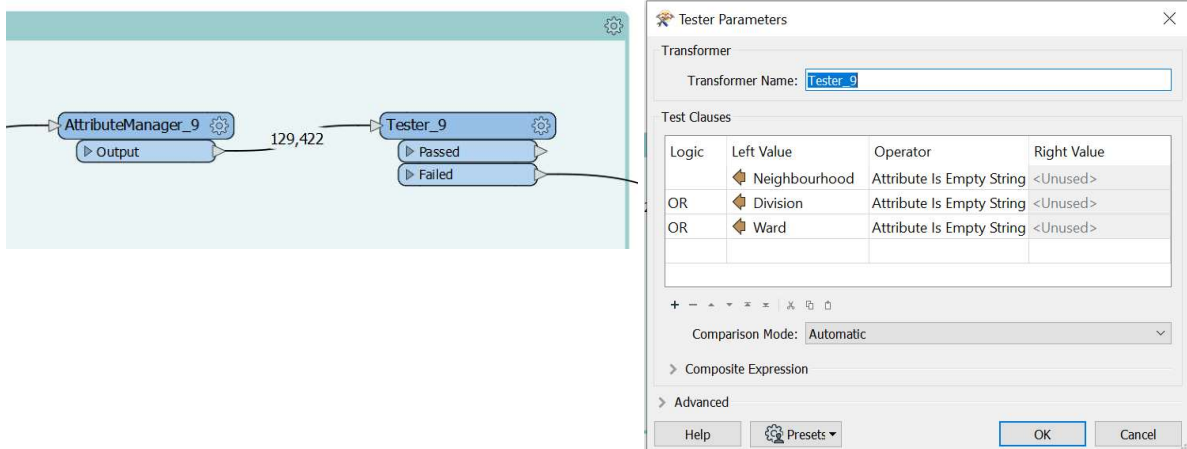 AttributeManager_9
Output
129,422
Tester_9
Passed
Failed
Tester Parameters
Transformer
Transformer Name: Tester_9
Test Clauses
Logic Left Value Operator Right Value
Neighbourhood Attribute Is Empty String <Unused>
OR Division Attribute Is Empty String <Unused>
OR Ward Attribute Is Empty String <Unused>
Comparison Mode: Automatic
Composite Expression
Advanced
Help Presets OK Cancel